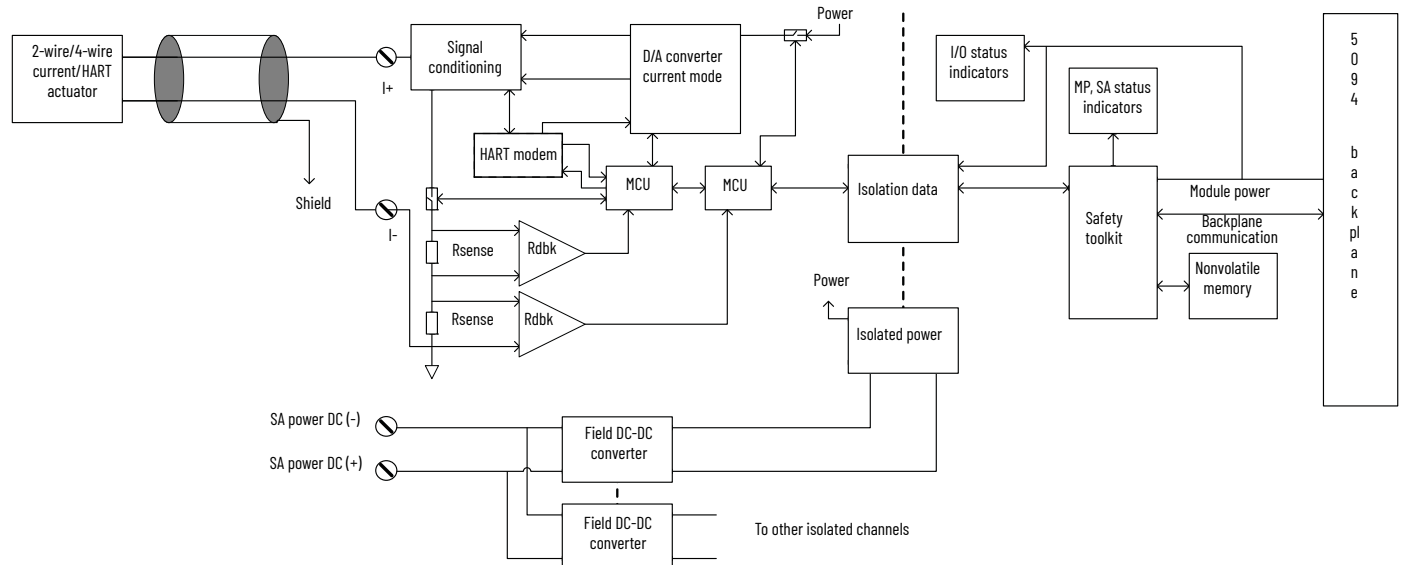 2-wire/4-wire
current/HART
actuator
Shield
I+
I-
Signal
conditioning
D/A converter
current mode
Power
HART modem
MCU
MCU
Rsense
Rdbk
Rsense
Rdbk
Isolation data
Power
Isolated power
I/O status
indicators
MP, SA status
indicators
Safety
toolkit
Module power
Backplane
communication
Nonvolatile
memory
5
0
9
4
b
a
c
k
pl
a
n
e
SA power DC (-)
SA power DC (+)
Field DC-DC
converter
Field DC-DC
converter
To other isolated channels